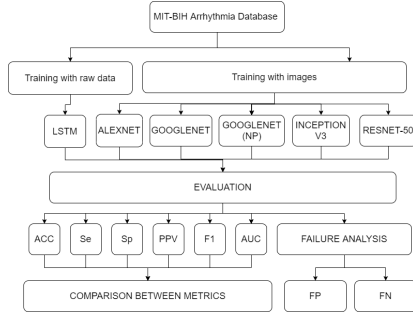 MIT-BIH Arrhythmia Database
Training with raw data
Training with images
LSTM
ALEXNET
GOOGLENET
GOOGLENET
(NP)
INCEPTION
V3
RESNET-50
EVALUATION
ACC
Se
Sp
PPV
F1
AUC
FAILURE ANALYSIS
COMPARISON BETWEEN METRICS
FP
FN